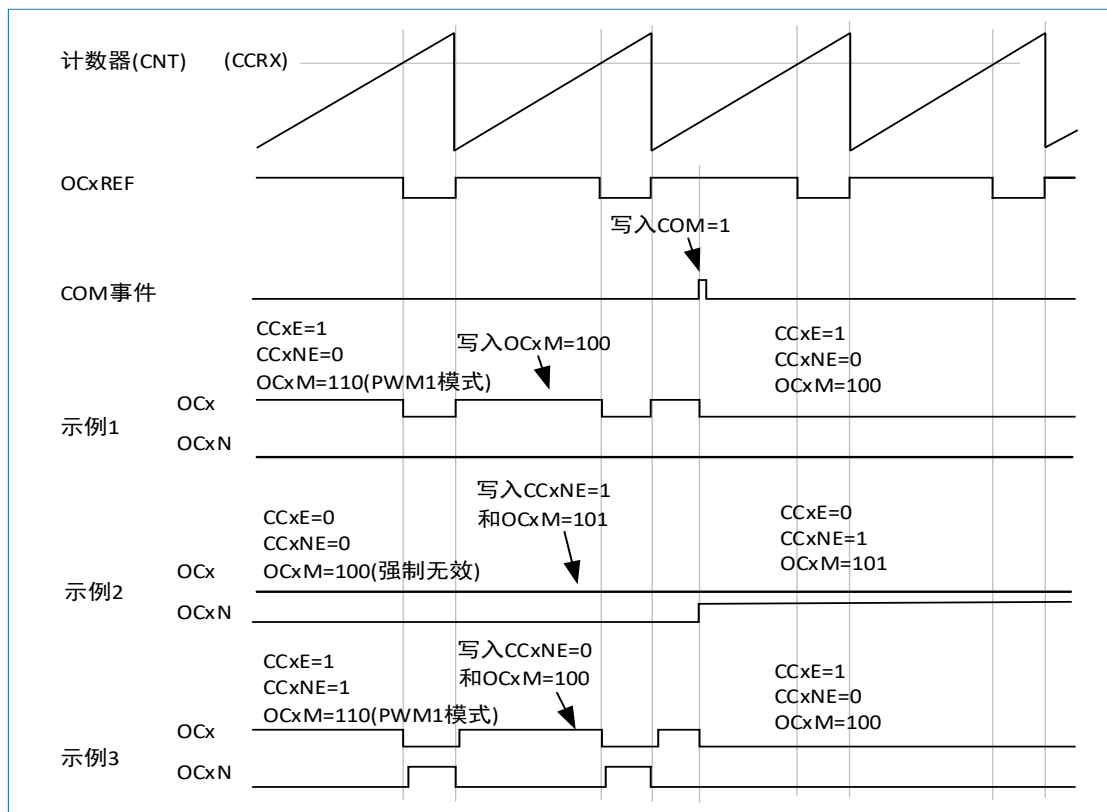 计数器(CNT) (CCRX)
OCxREF
写入COM=1
COM事件
CCxE=1
CCxNE=0
OCxM=110(PWM1模式)
写入OCxM=100
CCxE=1
CCxNE=0
OCxM=100
OCx
示例1
OCxN
写入CCxNE=1
和OCxM=101
CCxE=0
CCxNE=0
OCxM=100(强制无效)
CCxE=0
CCxNE=1
OCxM=101
OCx
示例2
OCxN
写入CCxNE=0
和OCxM=100
CCxE=1
CCxNE=1
OCxM=110(PWM1模式)
CCxE=1
CCxNE=0
OCxM=100
OCx
示例3
OCxN